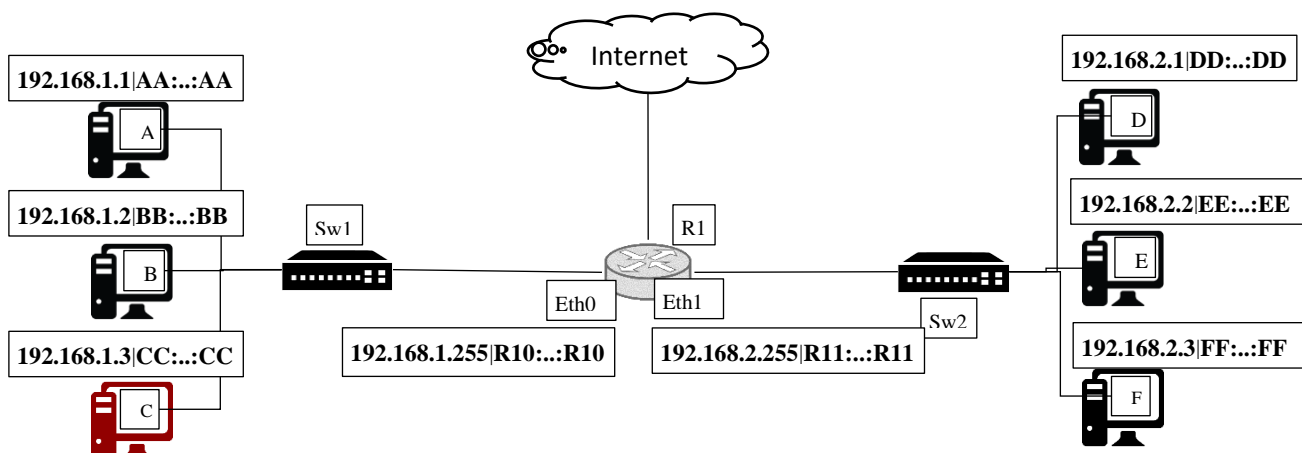 Internet
192.168.1.1|AA:..:AA
A
192.168.1.2|BB:..:BB
B
192.168.1.3|CC:..:CC
C
Sw1
R1
Eth0
Eth1
192.168.1.255|R10:..:R10
192.168.2.255|R11:..:R11
Sw2
192.168.2.1|DD:..:DD
D
192.168.2.2|EE:..:EE
E
192.168.2.3|FF:..:FF
F